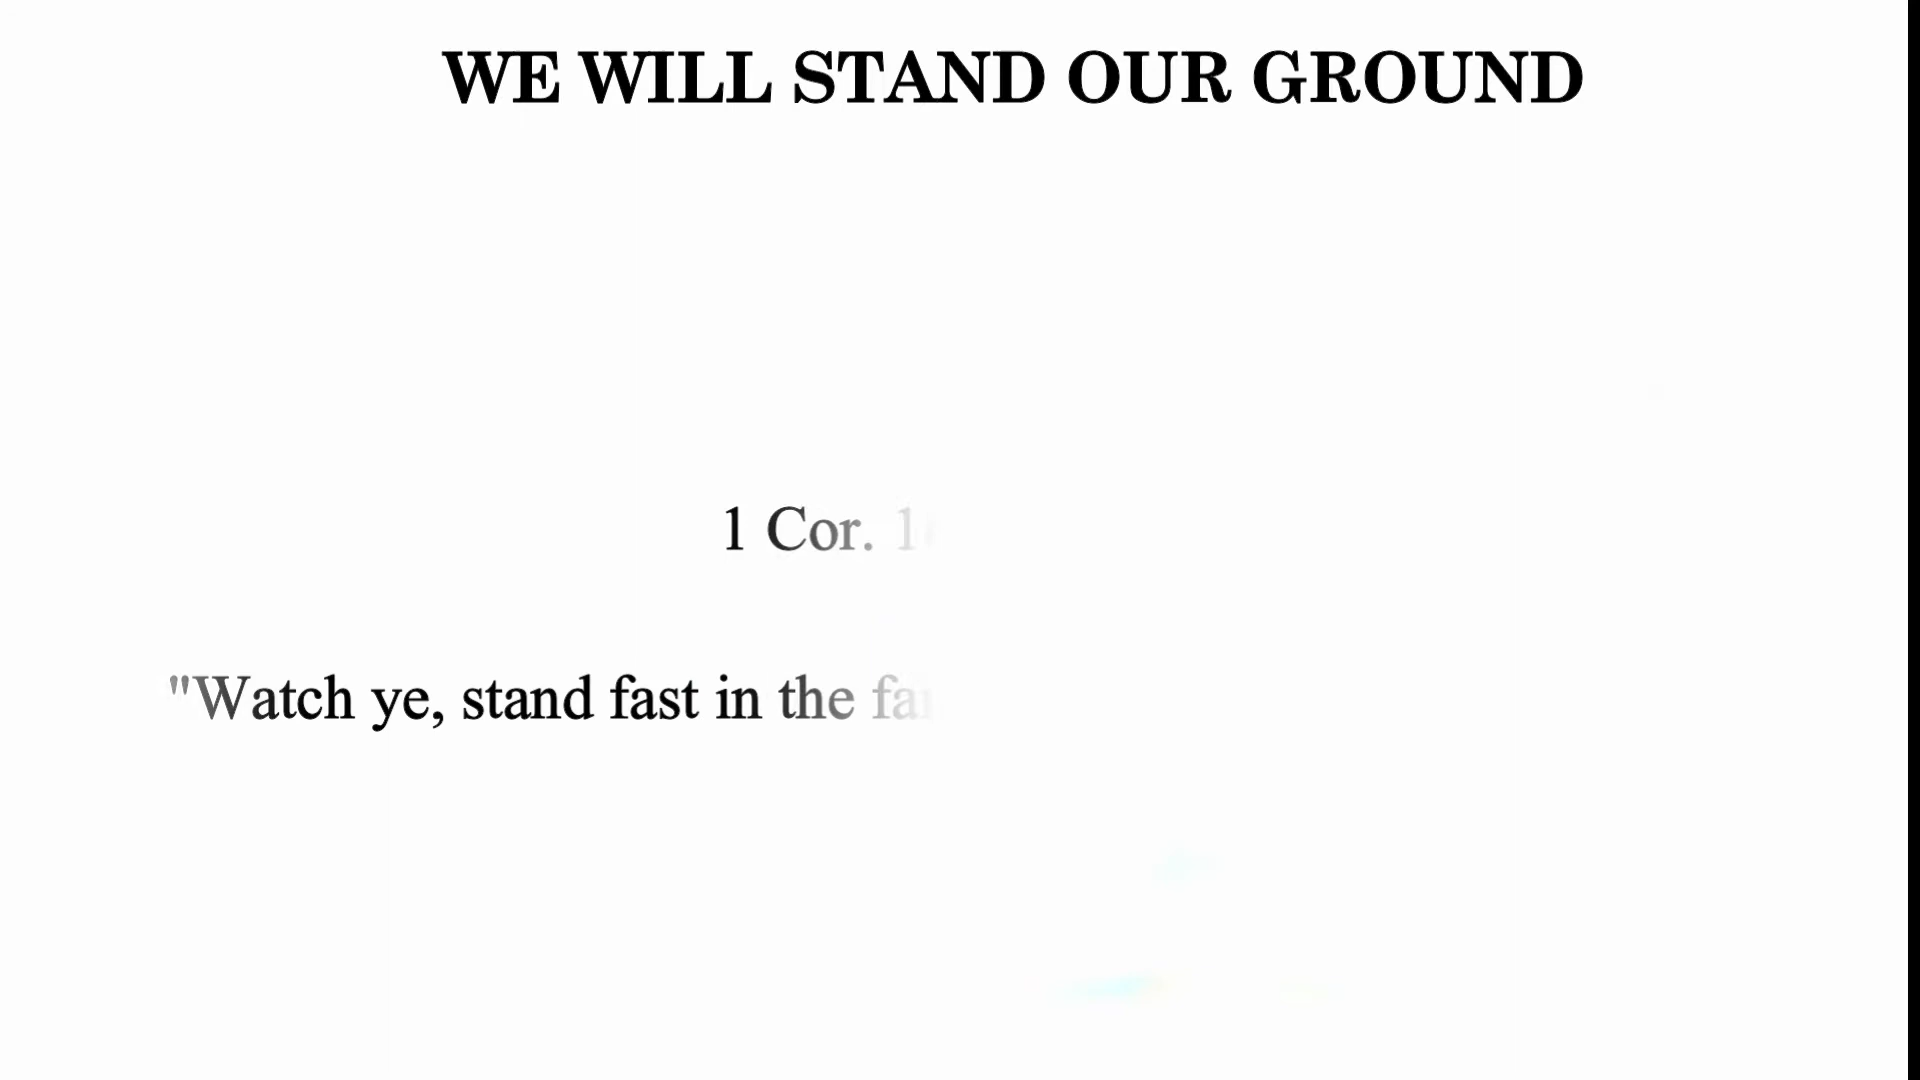 WE WILL STAND OUR GROUND
1 Cor.
"Watch ye, stand fast in the